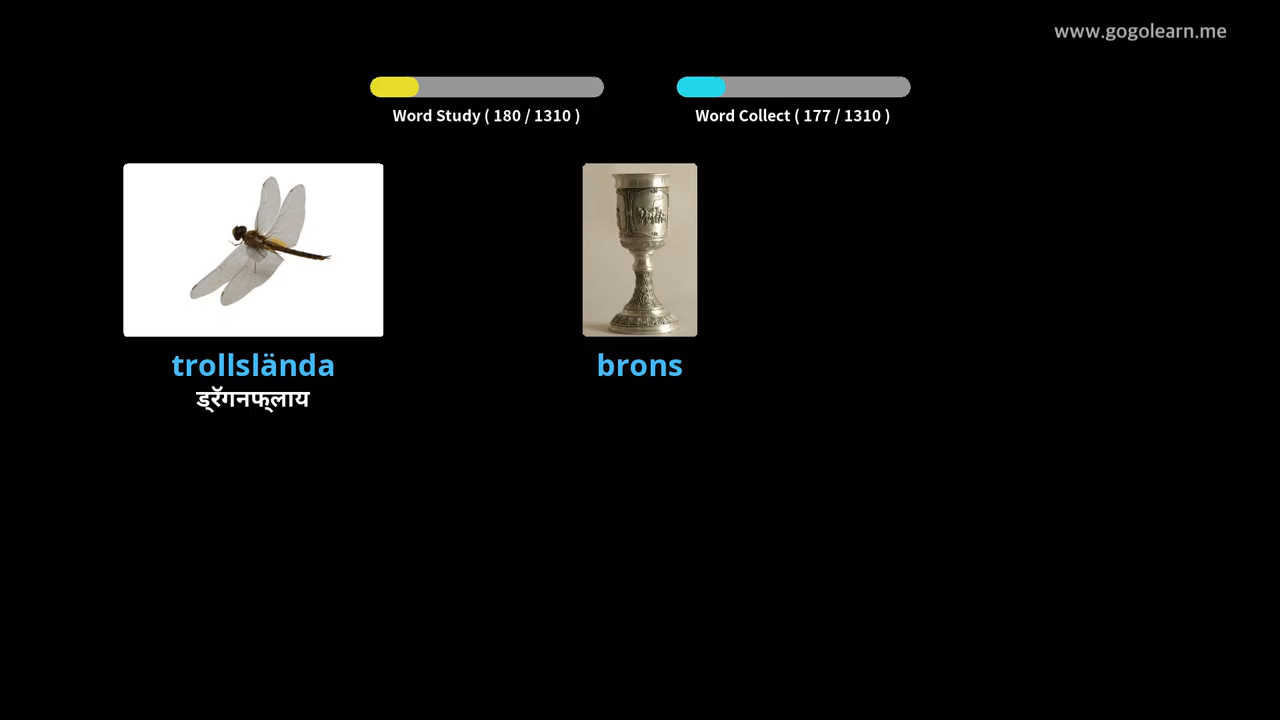 www.gogolearn.me
Word Study ( 180 / 1310 )
Word Collect ( 177 / 1310 )
trollslända
ड्रॅगनफ्लाय
brons